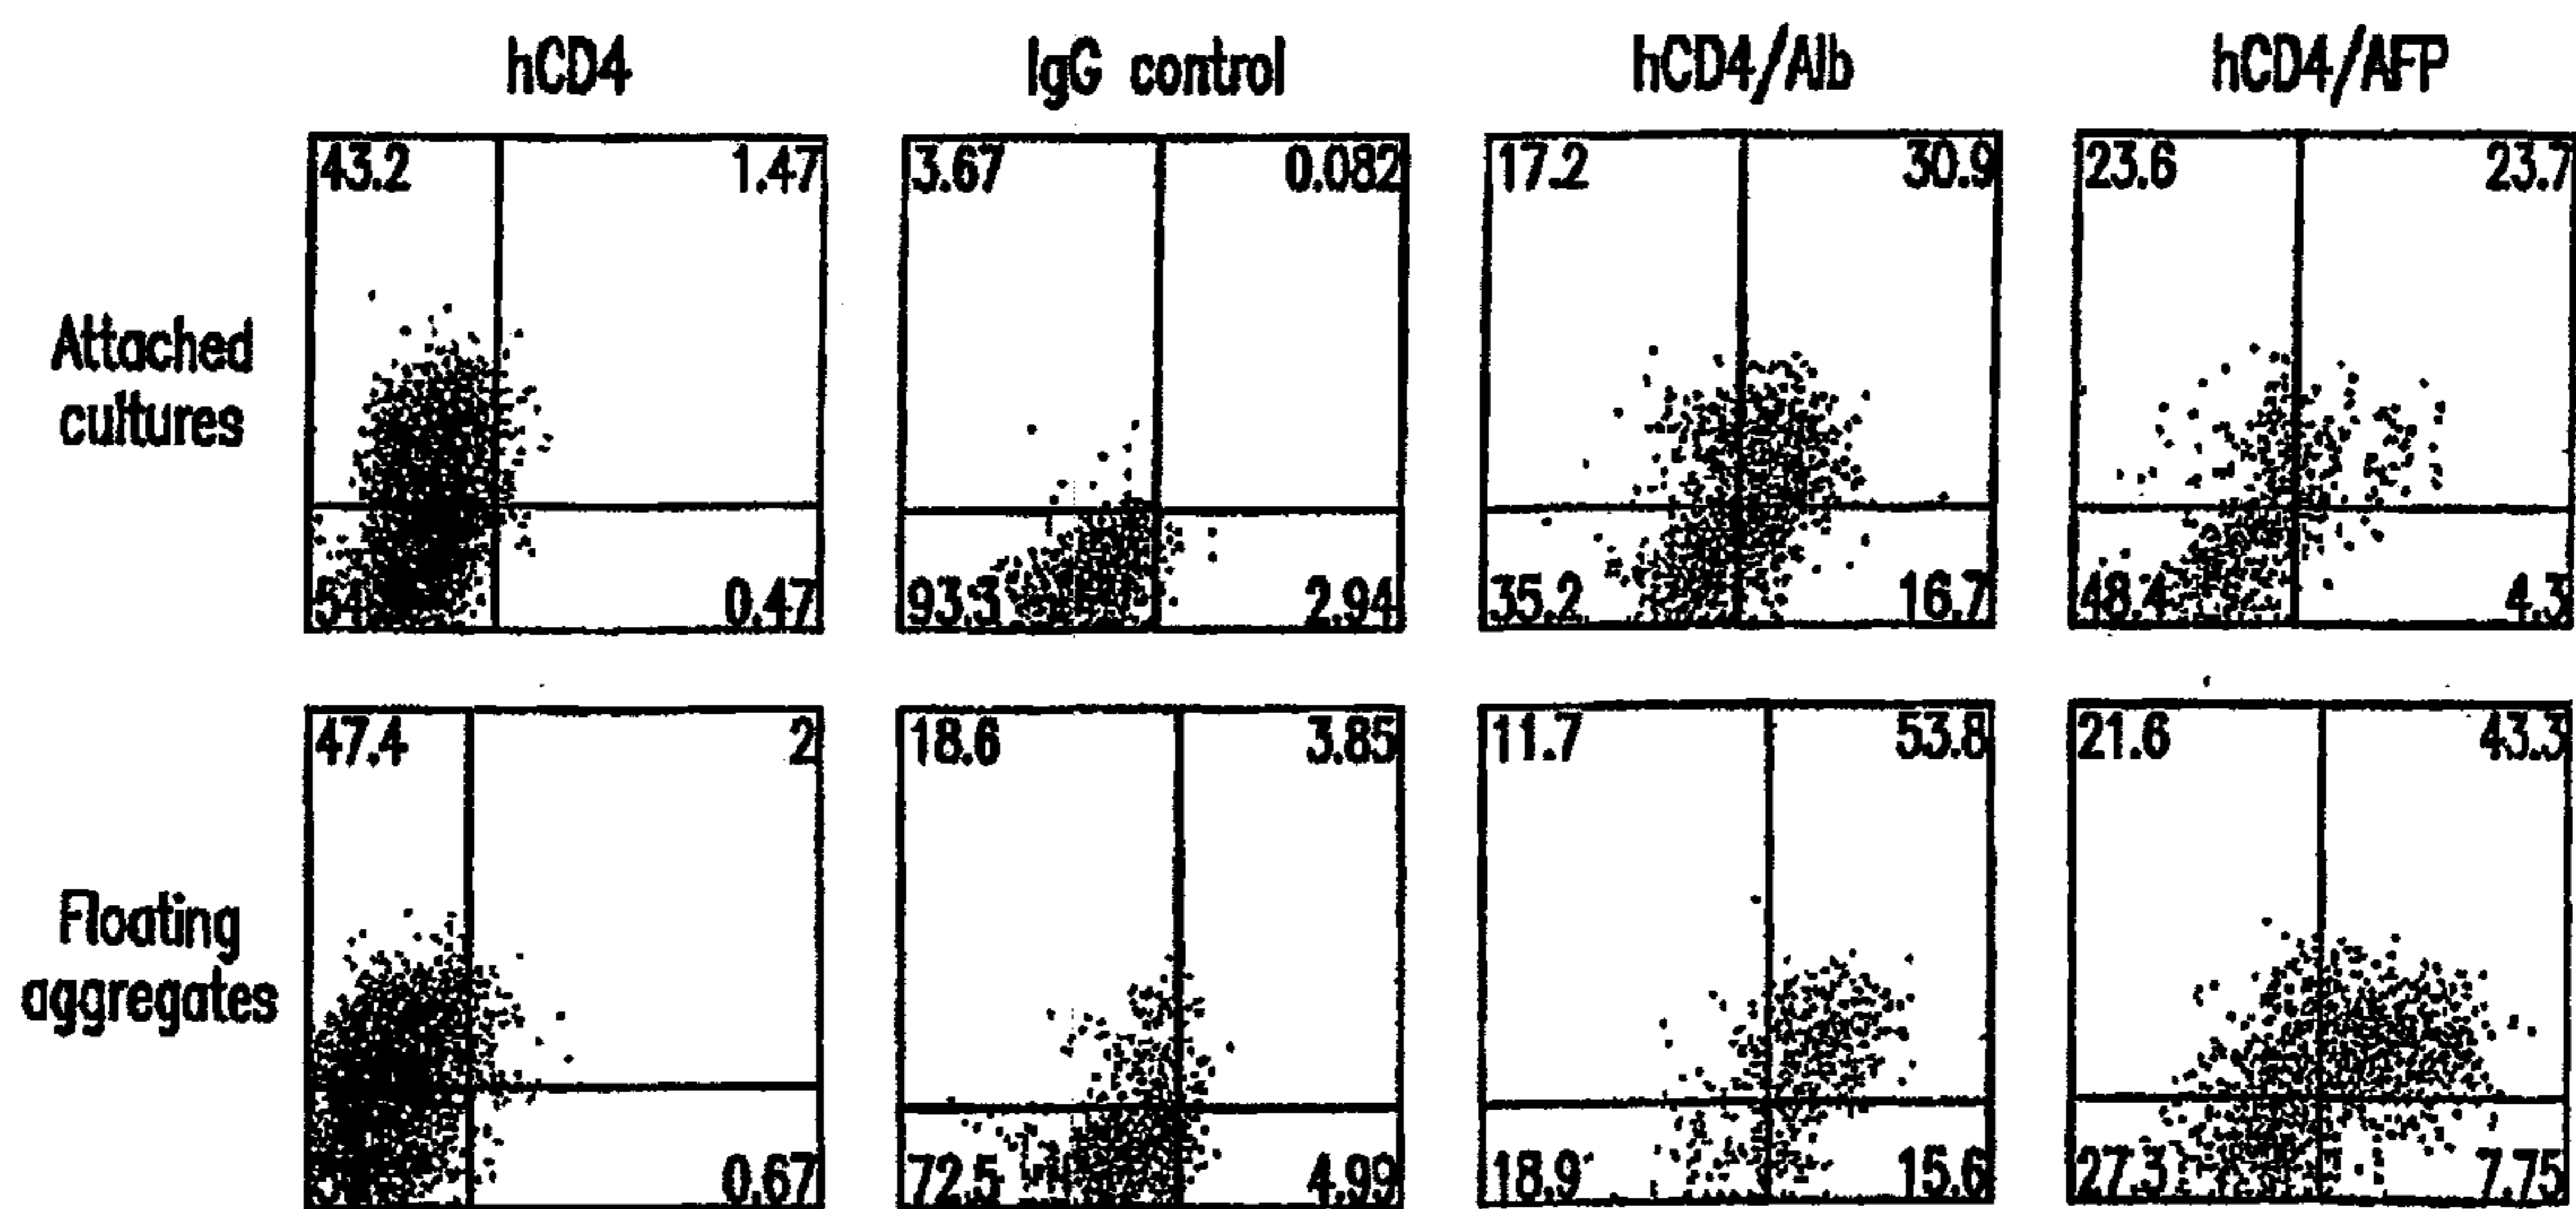 hCD4 IgG control hCD4/Alb hCD4/AFP
43.2 1.47 3.67 0.082 17.2 30.9 23.6 23.7
Attached
cultures
0.47 93.3 2.94 35.2 16.7 48.4 4.3
47.4 2 18.6 3.85 11.7 53.8 21.6 43.3
Floating
aggregates
0.67 72.5 4.99 18.9 15.6 27.3 7.75